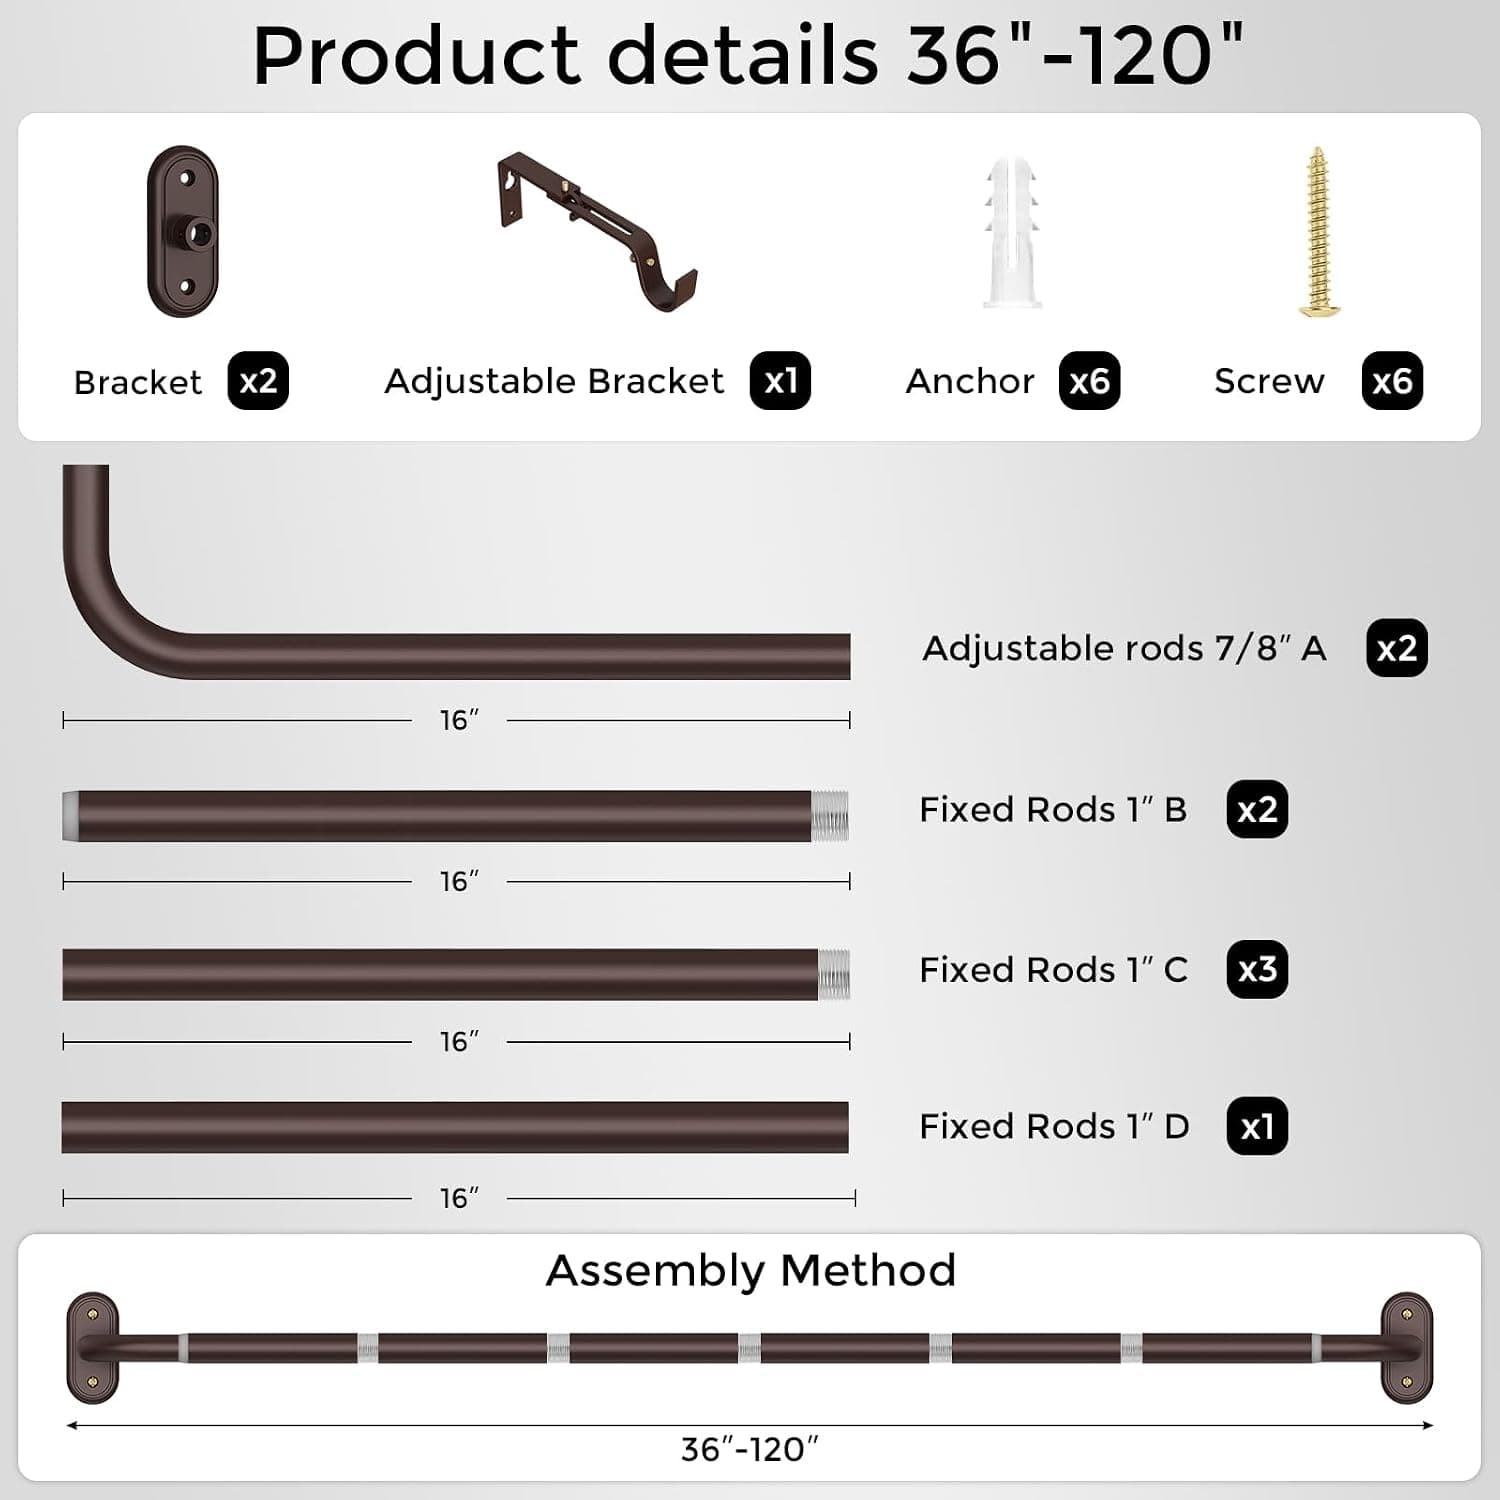 Product details 36"-120"
Bracket x2
Adjustable Bracket x1
Anchor x6
Screw x6
Adjustable rods 7/8" A x2
16"
Fixed Rods 1" B x2
16"
Fixed Rods 1" C x3
16"
Fixed Rods 1" D x1
16"
Assembly Method
36"-120"